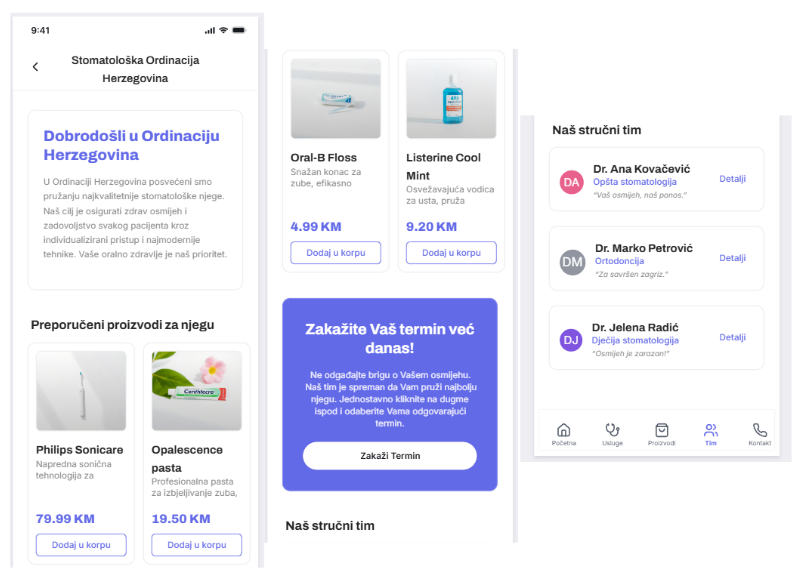 9:41
Stomatološka Ordinacija
Herzegovina
Dobrodošli u Ordinaciju
Herzegovina
U Ordinaciji Herzegovina posvećeni smo
pružanju najkvalitetnije stomatološke njege.
Naš cilj je osigurati zdrav osmijeh i
zadovoljstvo svakog pacijenta kroz
individualizirani pristup i najmodernije
tehnike. Vaše oralno zdravlje je naš prioritet.
Preporučeni proizvodi za njegu
Philips Sonicare
Napredna sonična
tehnologija za
79.99 KM
Dodaj u korpu
Opalescence
pasta
Profesionalna pasta
za izbjeljivanje zuba,
19.50 KM
Dodaj u korpu
Oral-B Floss
Snažan konac za
zube, efikasno
4.99 KM
Dodaj u korpu
Listerine Cool
Mint
Osvežavajuća vodica
za usta, pruža
9.20 KM
Dodaj u korpu
Zakažite Vaš termin već
danas!
Ne odgađajte brigu o Vašem osmijehu.
Naš tim je spreman da Vam pruži najbolju
njegu. Jednostavno kliknite na dugme
ispod i odaberite Vama odgovarajući
termin.
Zakaži Termin
Naš stručni tim
Naš stručni tim
DA
Dr. Ana Kovačević
Opšta stomatologija
"Vaš osmijeh, naš ponos."
Detalji
DM
Dr. Marko Petrović
Ortodoncija
"Za savršen zagriz."
Detalji
DJ
Dr. Jelena Radić
Dječija stomatologija
"Osmijeh je zarazan!"
Detalji
Početna
Usluge
Proizvodi
Tim
Kontakt